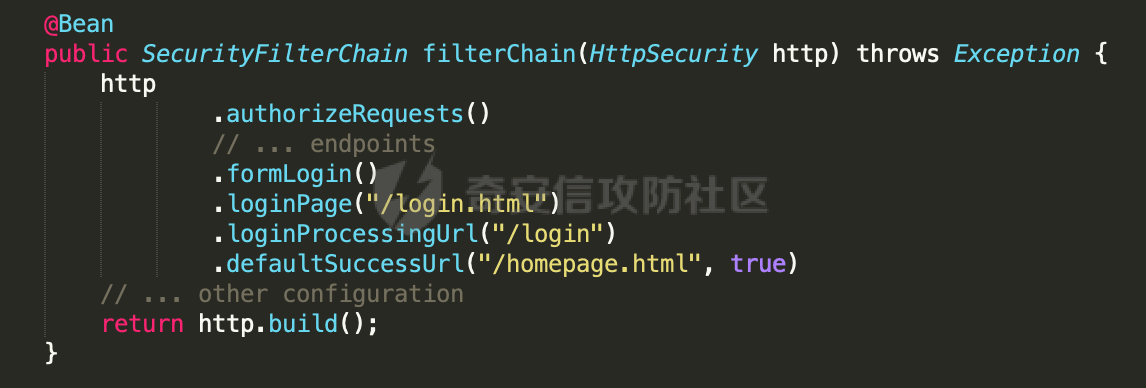 @Bean
public SecurityFilterChain filterChain(HttpSecurity http) throws Exception {
    http
            .authorizeRequests()
            // ... endpoints
            .formLogin()
            .loginPage("/login.html")
            .loginProcessingUrl("/login")
            .defaultSuccessUrl("/homepage.html", true)
    // ... other configuration
    return http.build();
}
奇安信攻防社区